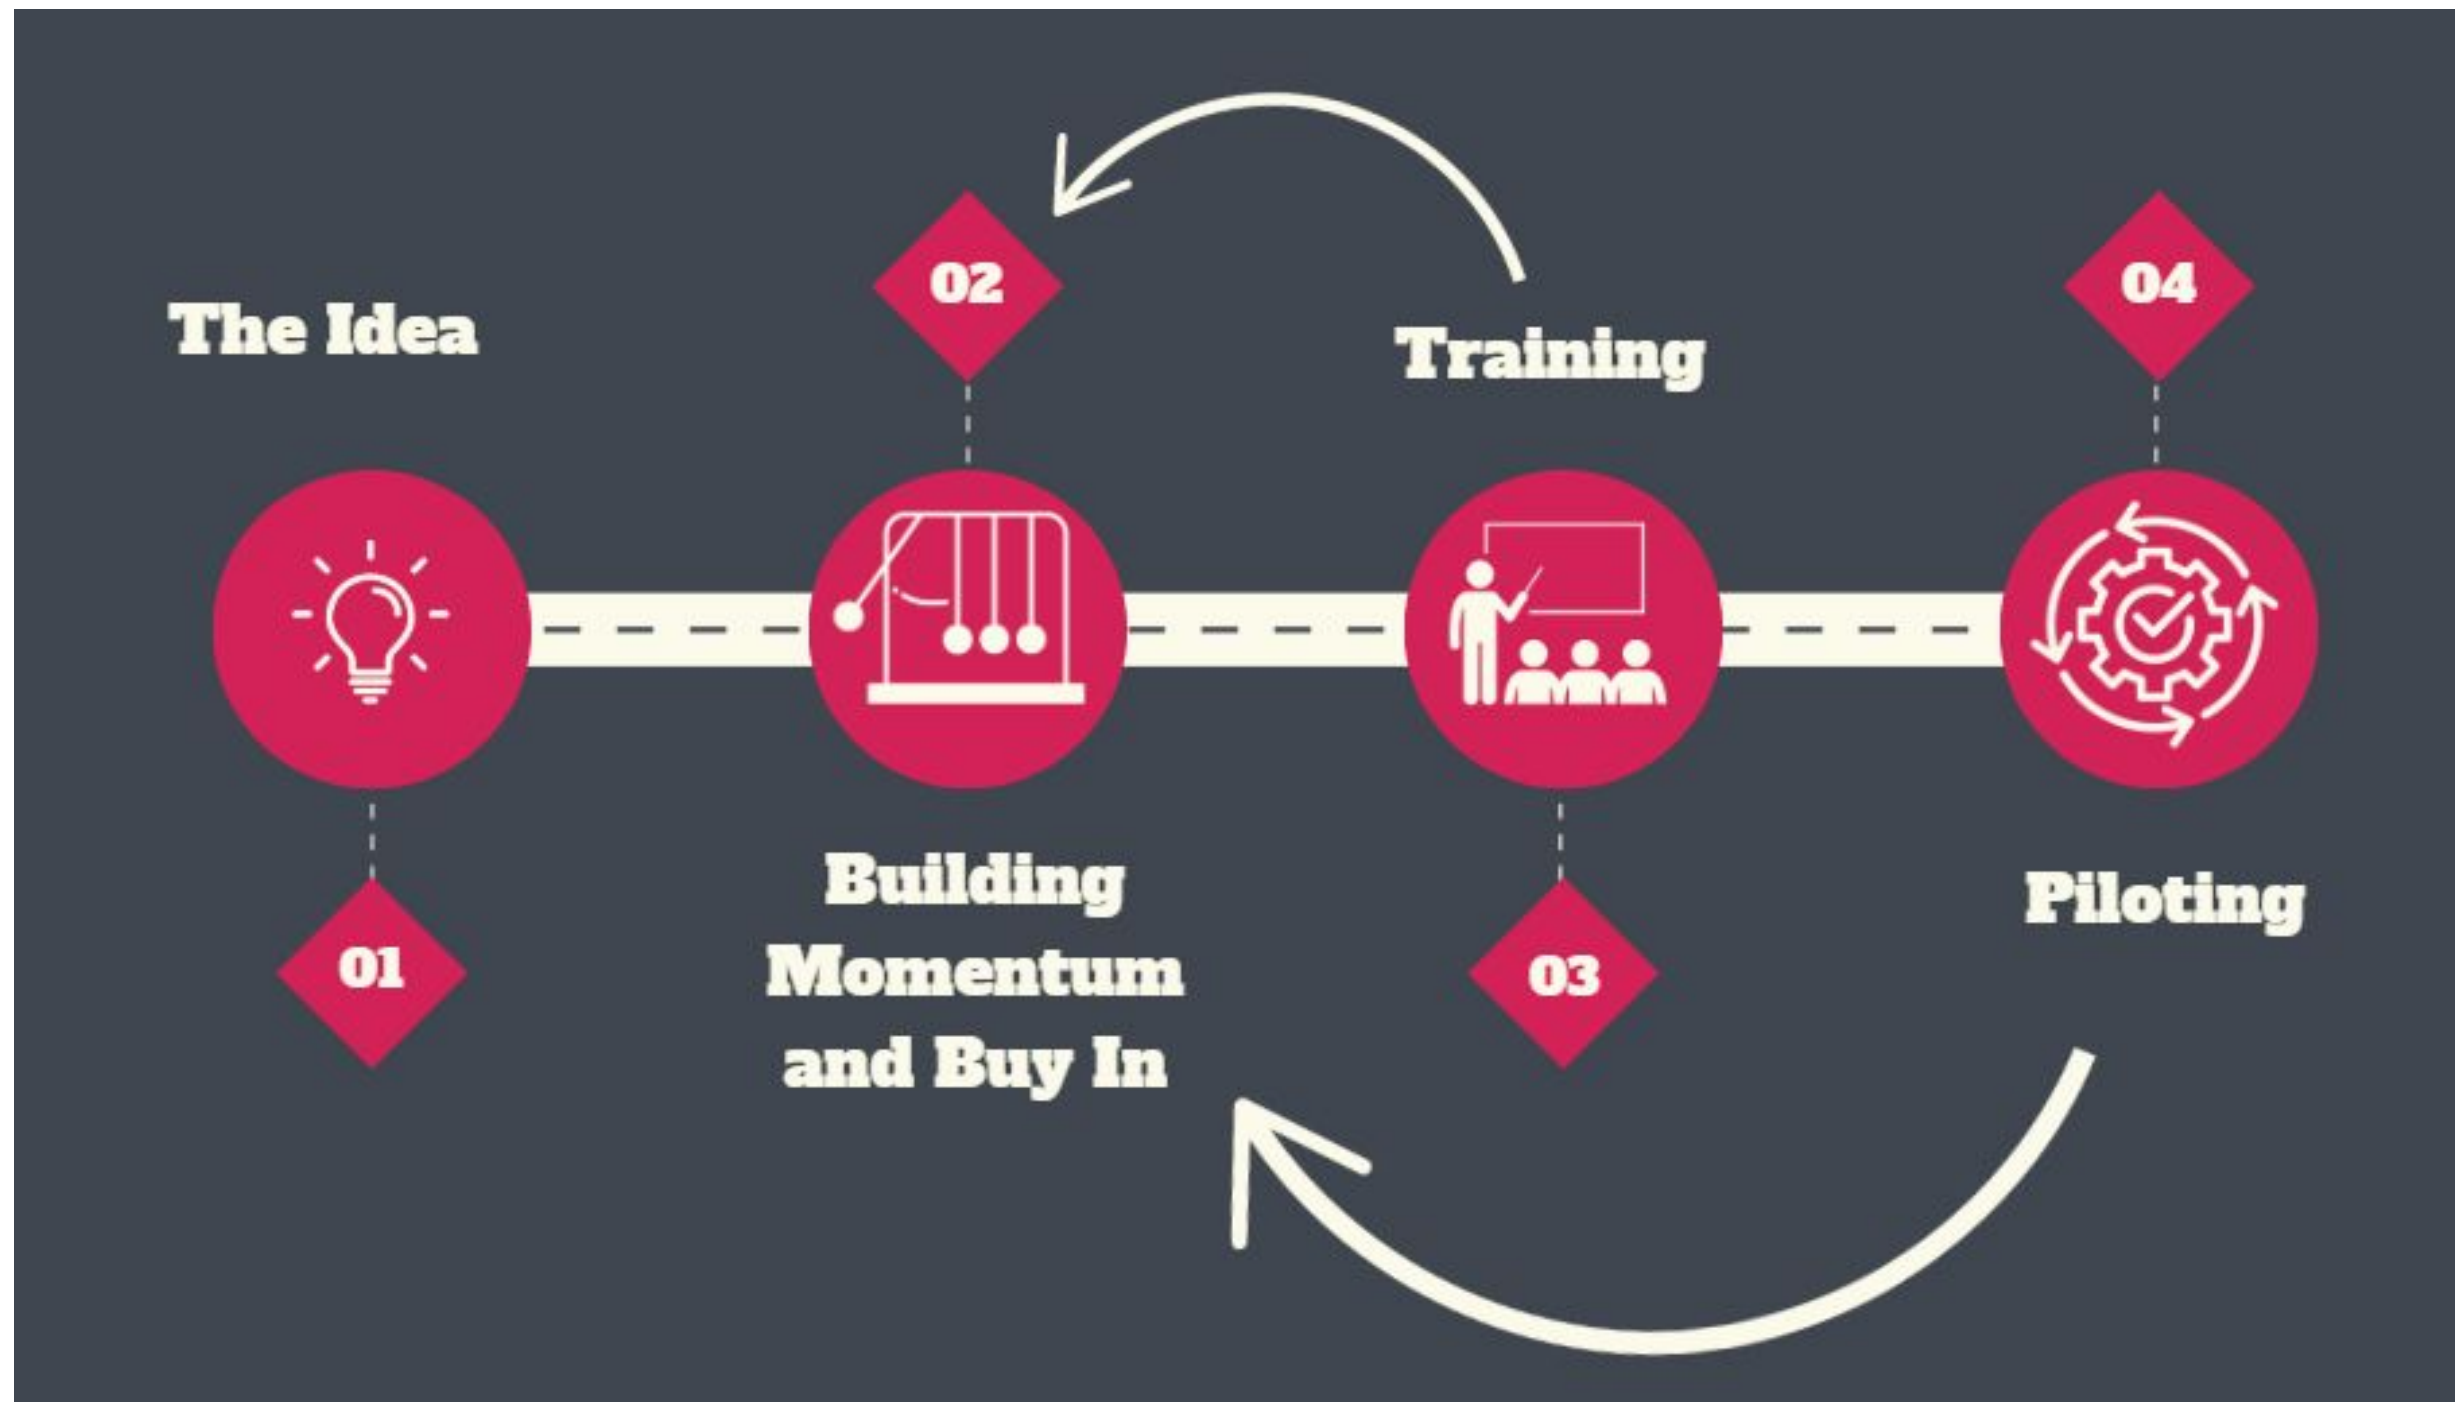 The Idea
01
02
Building
Momentum
and Buy In
Training
03
04
Piloting